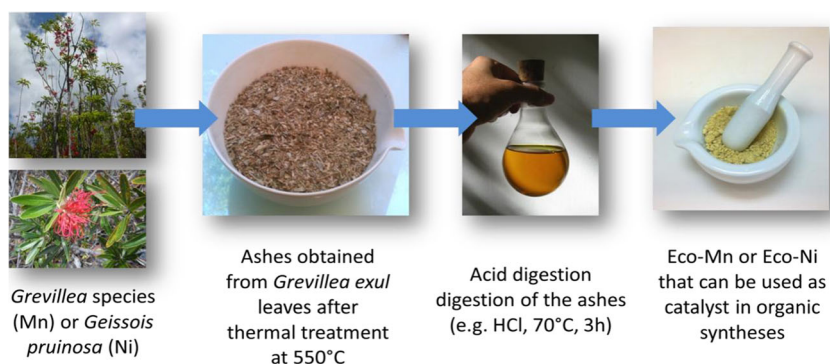 Grevillea species
(Mn) or Geissois
pruinosa (Ni)
Ashes obtained
from Grevillea exul
leaves after
thermal treatment
at 550°C
Acid digestion
digestion of the ashes
(e.g. HCl, 70°C, 3h)
Eco-Mn or Eco-Ni
that can be used as
catalyst in organic
syntheses